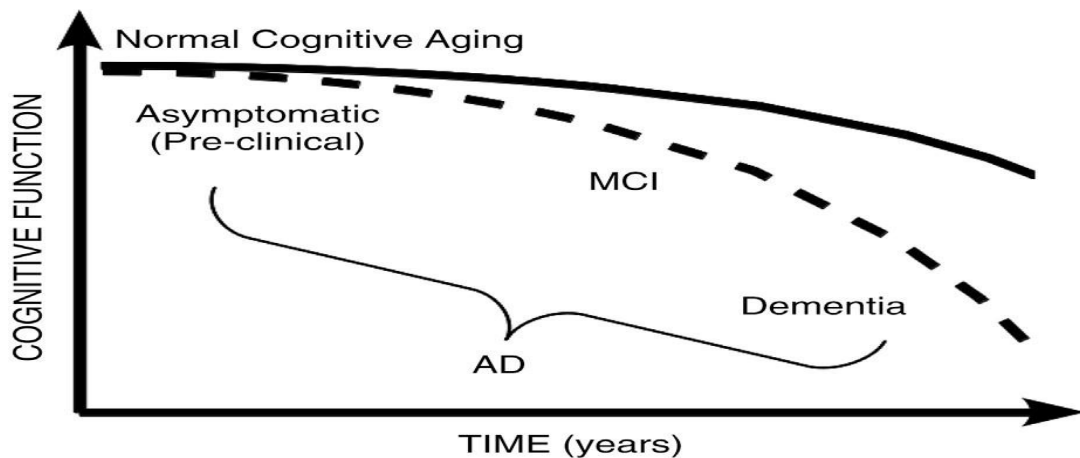 Normal Cognitive Aging
Asymptomatic
(Pre-clinical)
MCI
Dementia
AD
COGNITIVE FUNCTION
TIME (years)